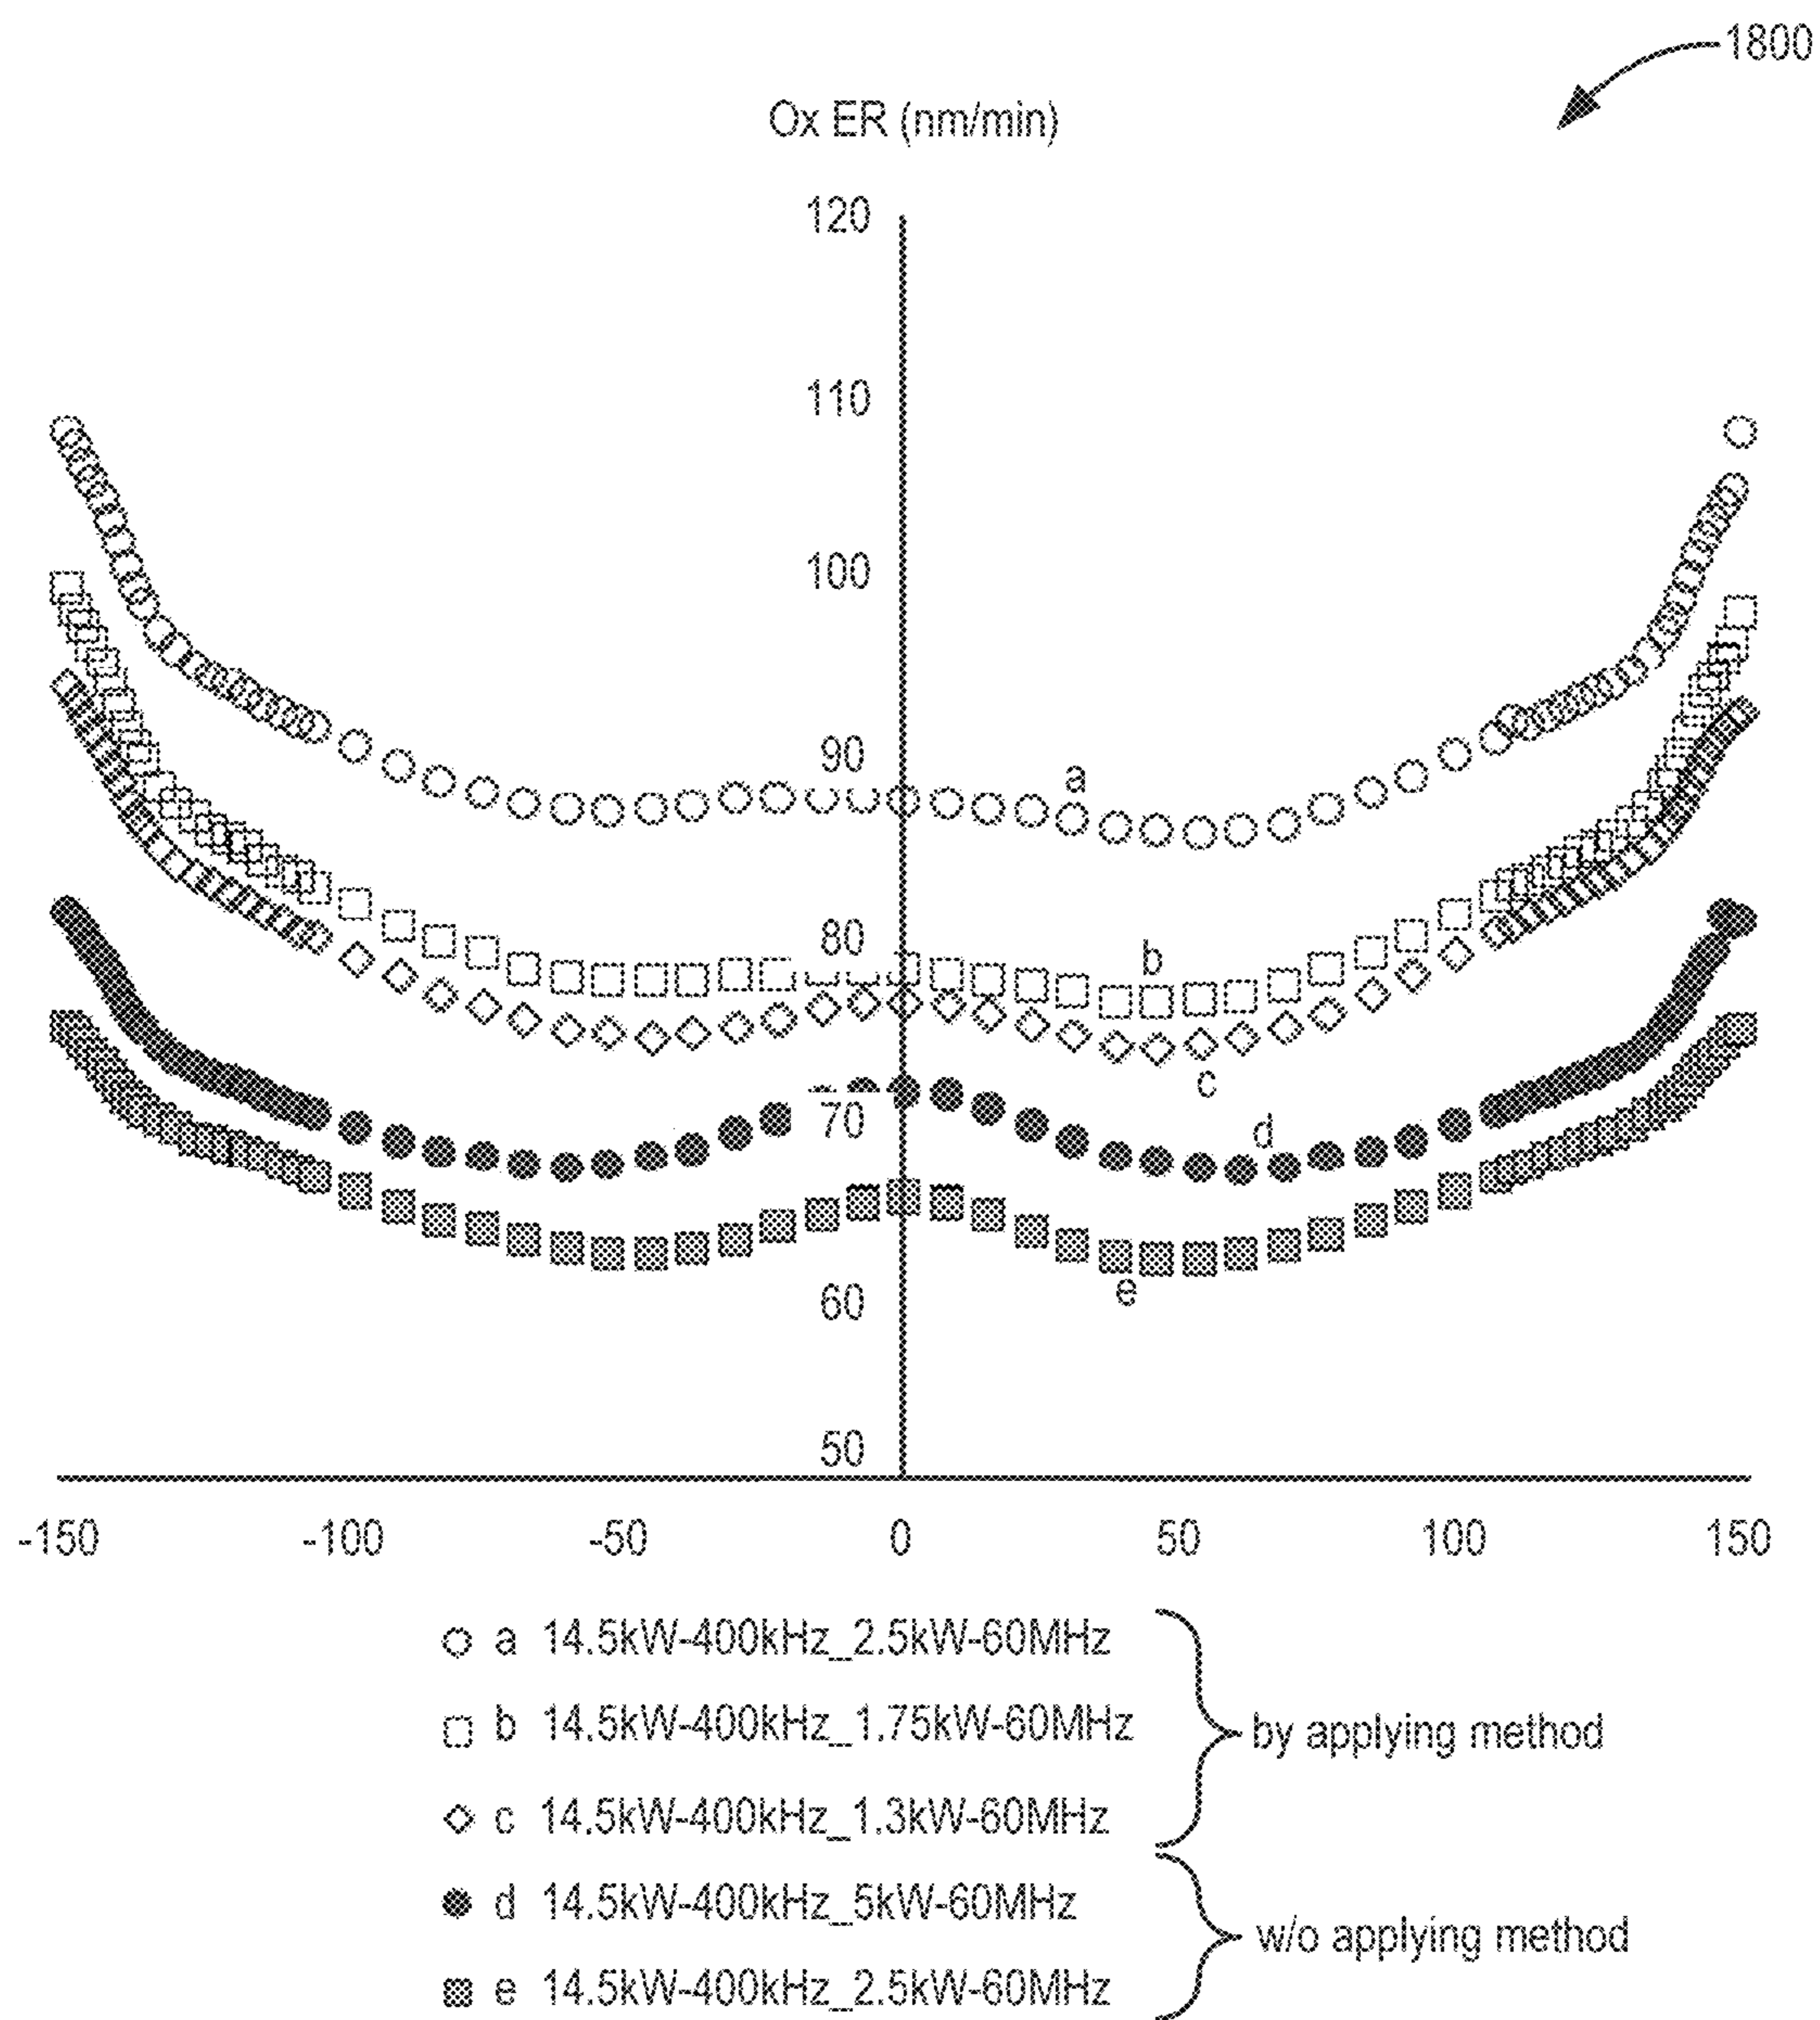 1800
Ox ER (nm/min)
120
110
100
90
a
80
b
c
70
d
e
60
50
-150 -100 -50 0 50 100 150
a 14.5kW-400kHz_2.5kW-60MHz
b 14.5kW-400kHz_1.75kW-60MHz
by applying method
c 14.5kW-400kHz_1.3kW-60MHz
d 14.5kW-400kHz_5kW-60MHz
w/o applying method
e 14.5kW-400kHz_2.5kW-60MHz